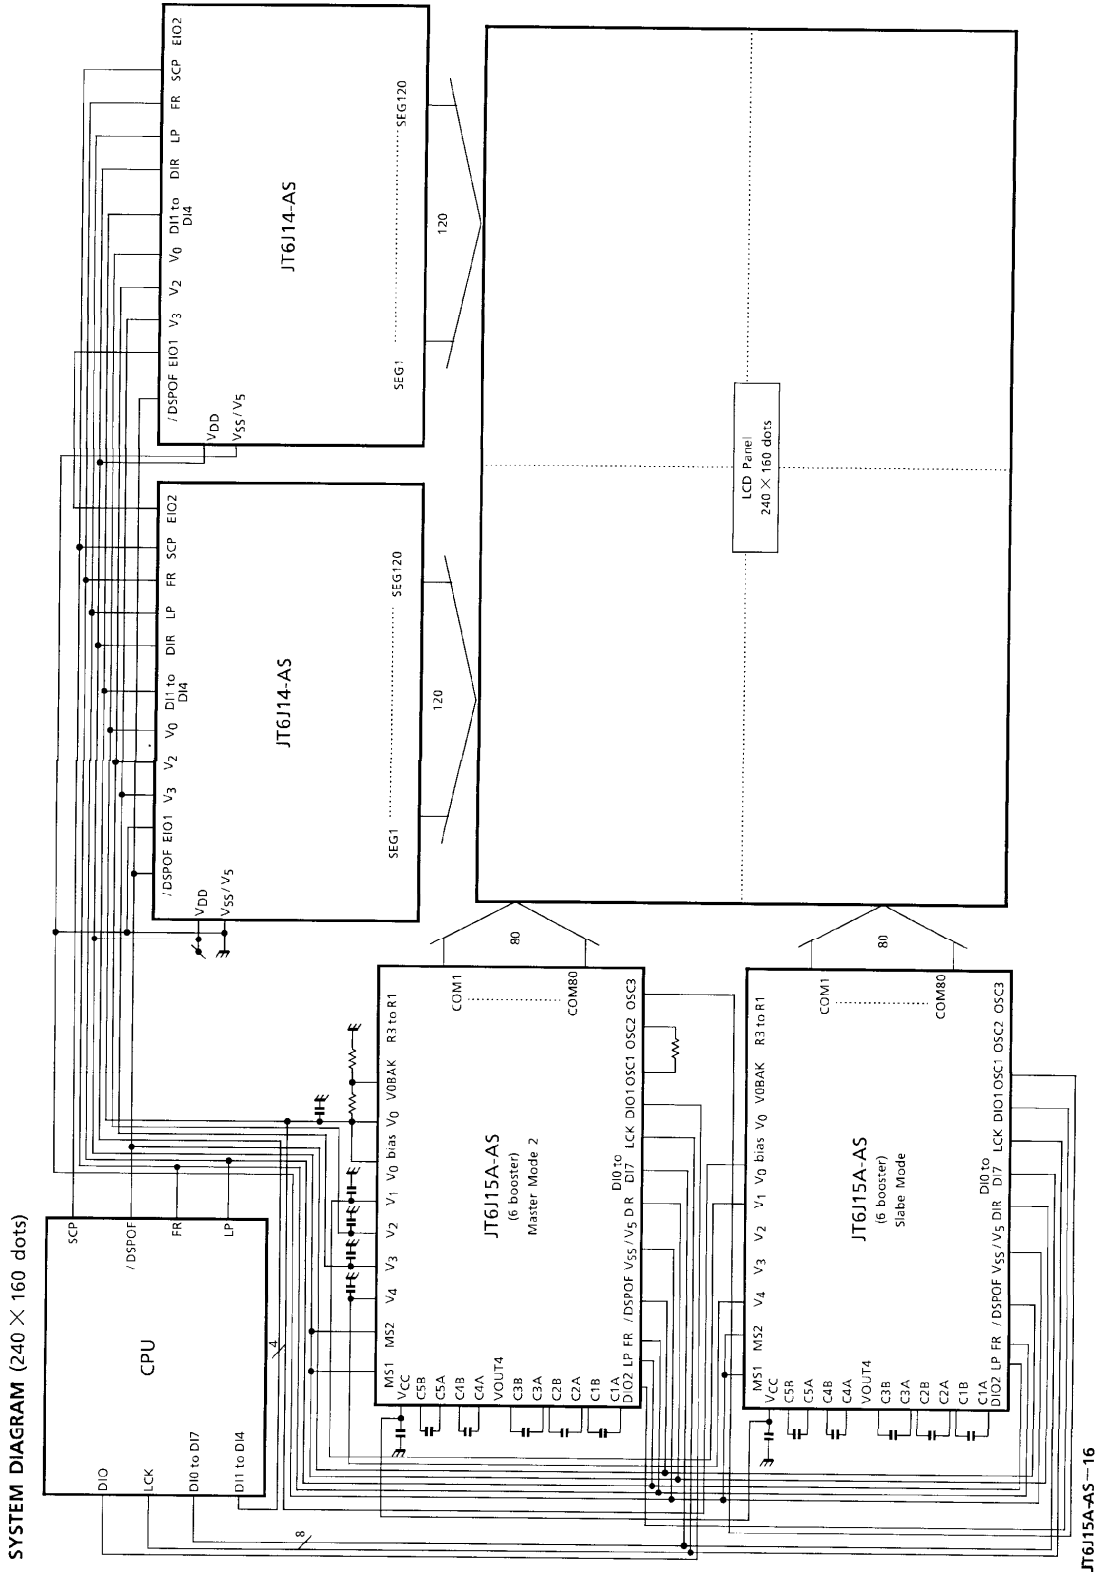 SYSTEM DIAGRAM (240 × 160 dots)
CPU
SCP
/DSPOF
FR
LP
DIO
LCK
DI0 to DI7
DI1 to DI4
8
4
JT6J14-AS
VDD
VSS/V5
/DSPOF EIO1 V3 V2 V0 DI1 to DI4 DIR LP FR SCP EIO2
SEG1
SEG120
120
JT6J14-AS
VDD
VSS/V5
/DSPOF EIO1 V3 V2 V0 DI1 to DI4 DIR LP FR SCP EIO2
SEG1
SEG120
120
JT6J15A-AS
(6 booster)
Master Mode 2
MS1 MS2 V4 V3 V2 V1 V0 bias V0 V0BAK R3 to R1
VCC
C5B
C5A
C4B
C4A
VOUT4
C3B
C3A
C2B
C2A
C1B
C1A
DIO2 LP FR /DSPOF VSS/V5 DIR DI0 to DI7 LCK DIO1 OSC1 OSC2 OSC3
COM1
COM80
80
JT6J15A-AS
(6 booster)
Slabe Mode
MS1 MS2 V4 V3 V2 V1 V0 bias V0 V0BAK R3 to R1
VCC
C5B
C5A
C4B
C4A
VOUT4
C3B
C3A
C2B
C2A
C1B
C1A
DIO2 LP FR /DSPOF VSS/V5 DIR DI0 to DI7 LCK DIO1 OSC1 OSC2 OSC3
COM1
COM80
80
LCD Panel
240 × 160 dots
JT6J15A-AS—16